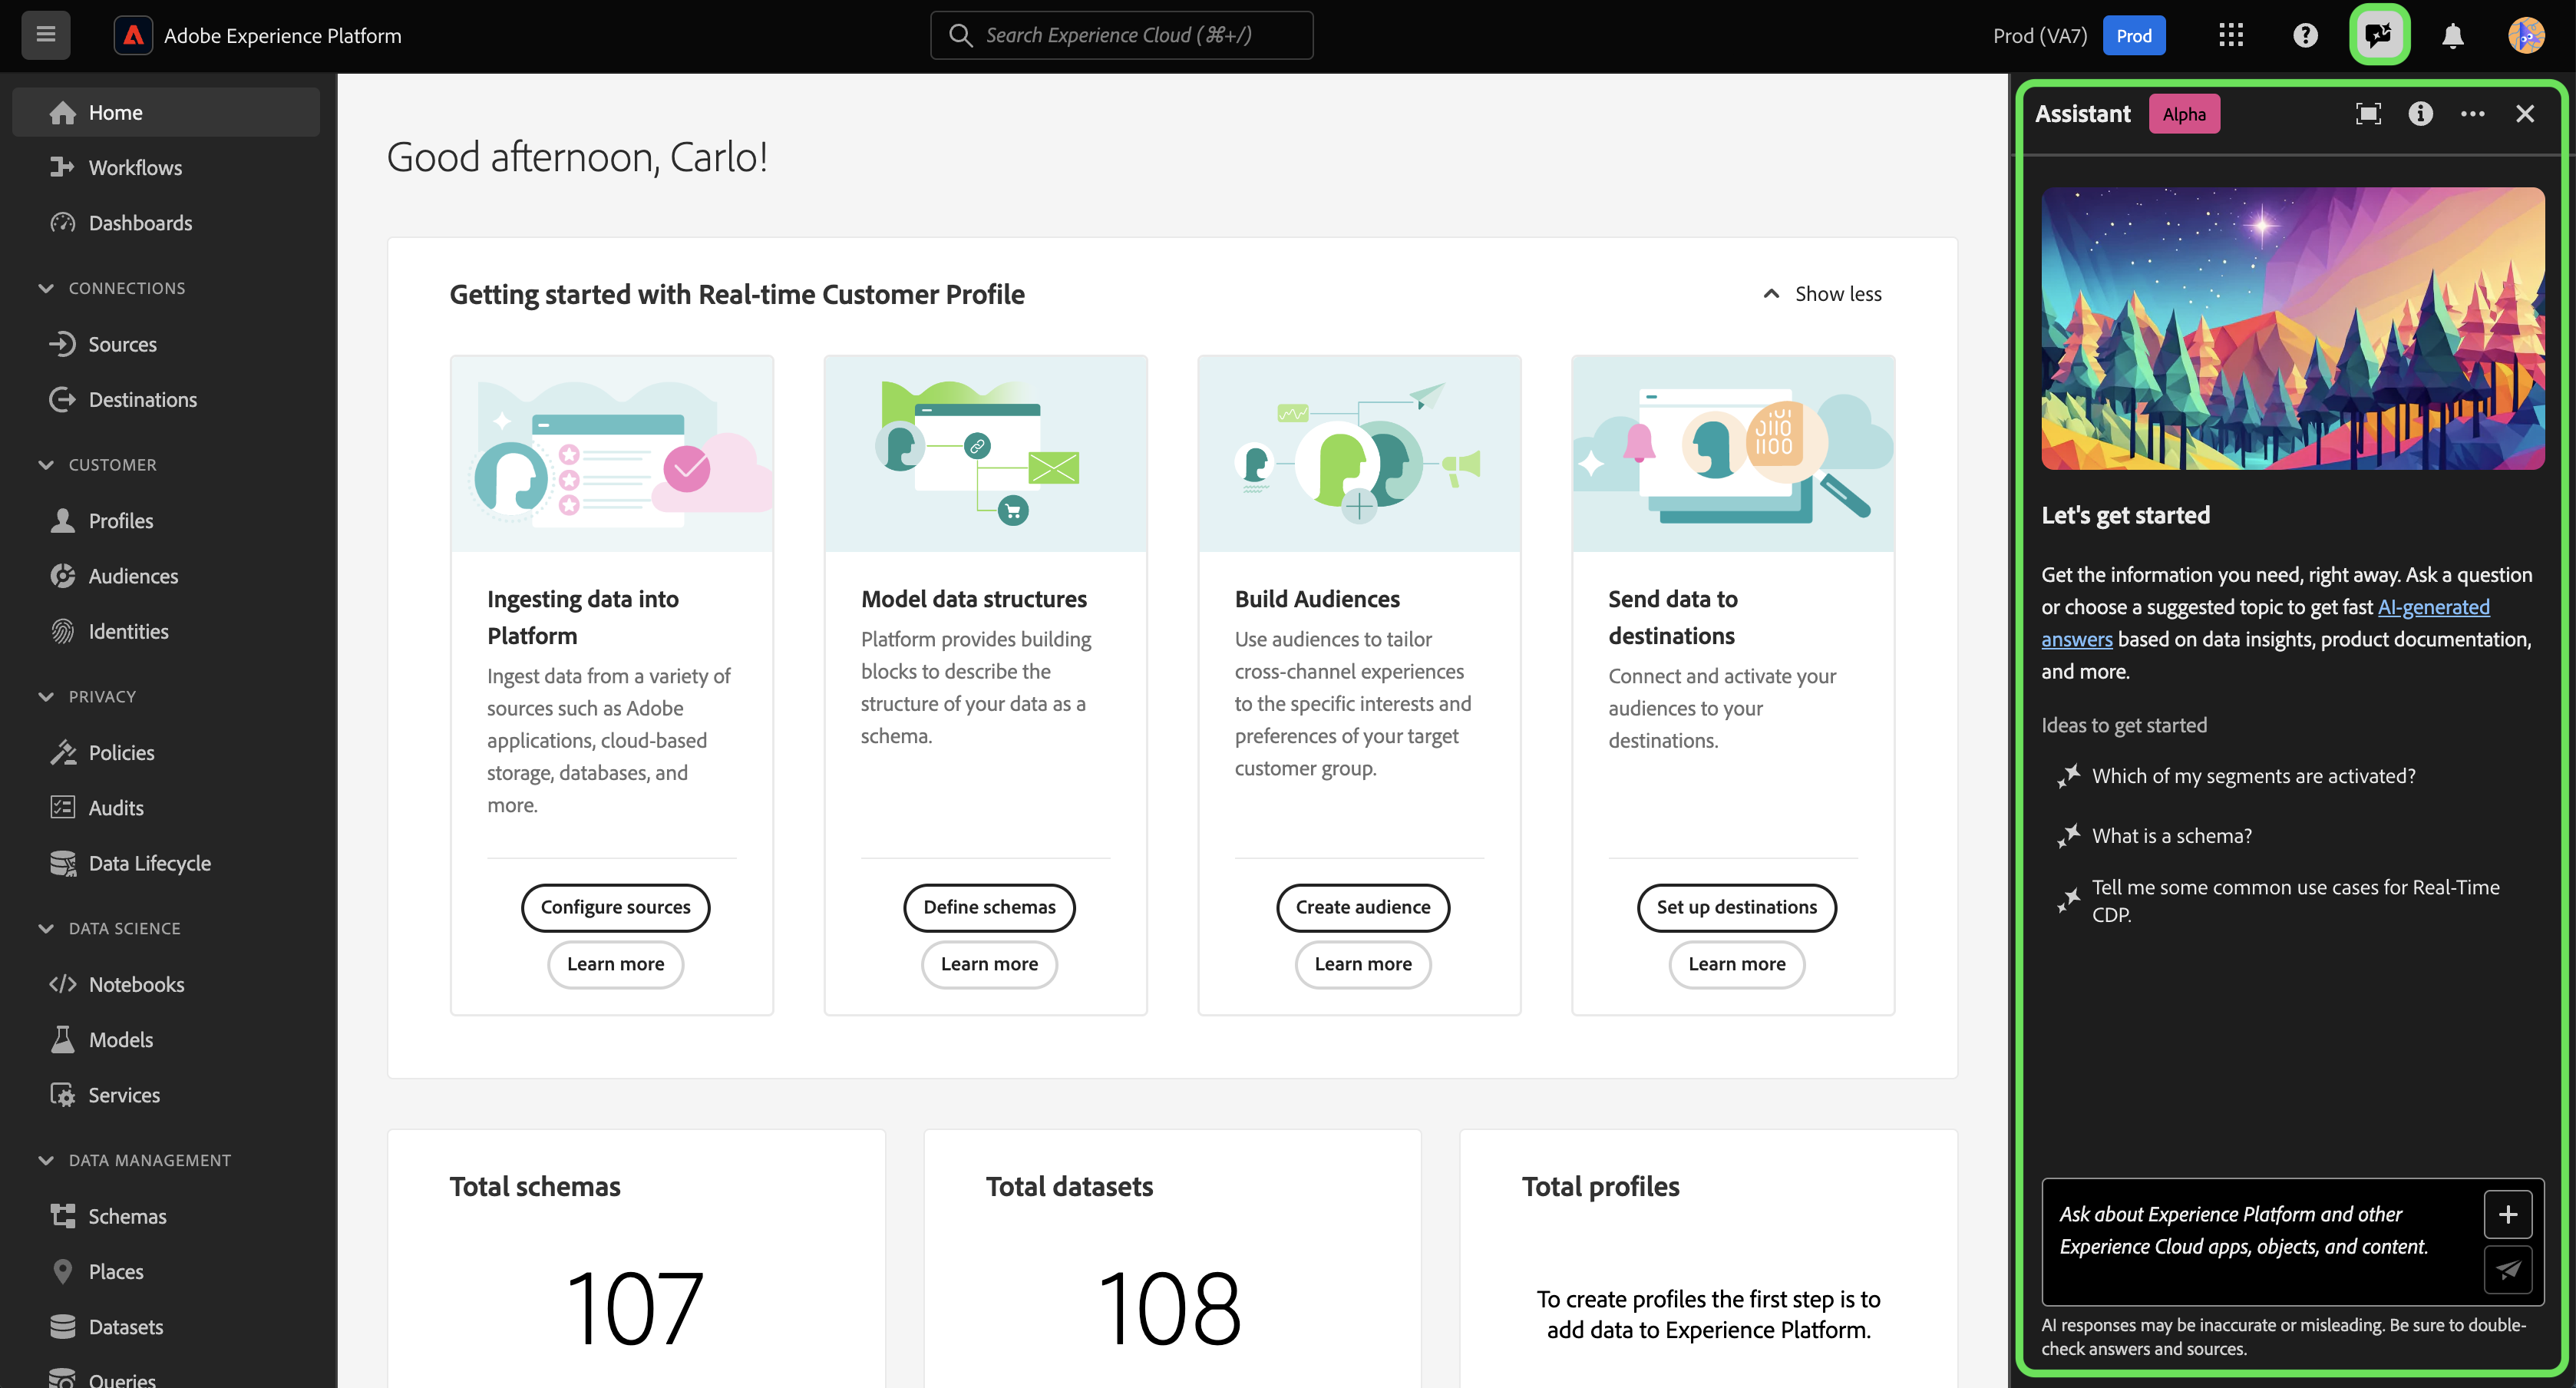 Adobe Experience Platform
Search Experience Cloud (⌘+/)
Prod (VA7)
Prod
Home
Workflows
Dashboards
CONNECTIONS
Sources
Destinations
CUSTOMER
Profiles
Audiences
Identities
PRIVACY
Policies
Audits
Data Lifecycle
DATA SCIENCE
Notebooks
Models
Services
DATA MANAGEMENT
Schemas
Places
Datasets
Queries
Good afternoon, Carlo!
Getting started with Real-time Customer Profile
Show less
Ingesting data into
Platform
Ingest data from a variety of
sources such as Adobe
applications, cloud-based
storage, databases, and
more.
Configure sources
Learn more
Model data structures
Platform provides building
blocks to describe the
structure of your data as a
schema.
Define schemas
Learn more
Build Audiences
Use audiences to tailor
cross-channel experiences
to the specific interests and
preferences of your target
customer group.
Create audience
Learn more
Send data to
destinations
Connect and activate your
audiences to your
destinations.
Set up destinations
Learn more
Total schemas
107
Total datasets
108
Total profiles
To create profiles the first step is to
add data to Experience Platform.
Assistant
Alpha
Let's get started
Get the information you need, right away. Ask a question
or choose a suggested topic to get fast AI-generated
answers based on data insights, product documentation,
and more.
Ideas to get started
Which of my segments are activated?
What is a schema?
Tell me some common use cases for Real-Time
CDP.
Ask about Experience Platform and other
Experience Cloud apps, objects, and content.
AI responses may be inaccurate or misleading. Be sure to double-
check answers and sources.